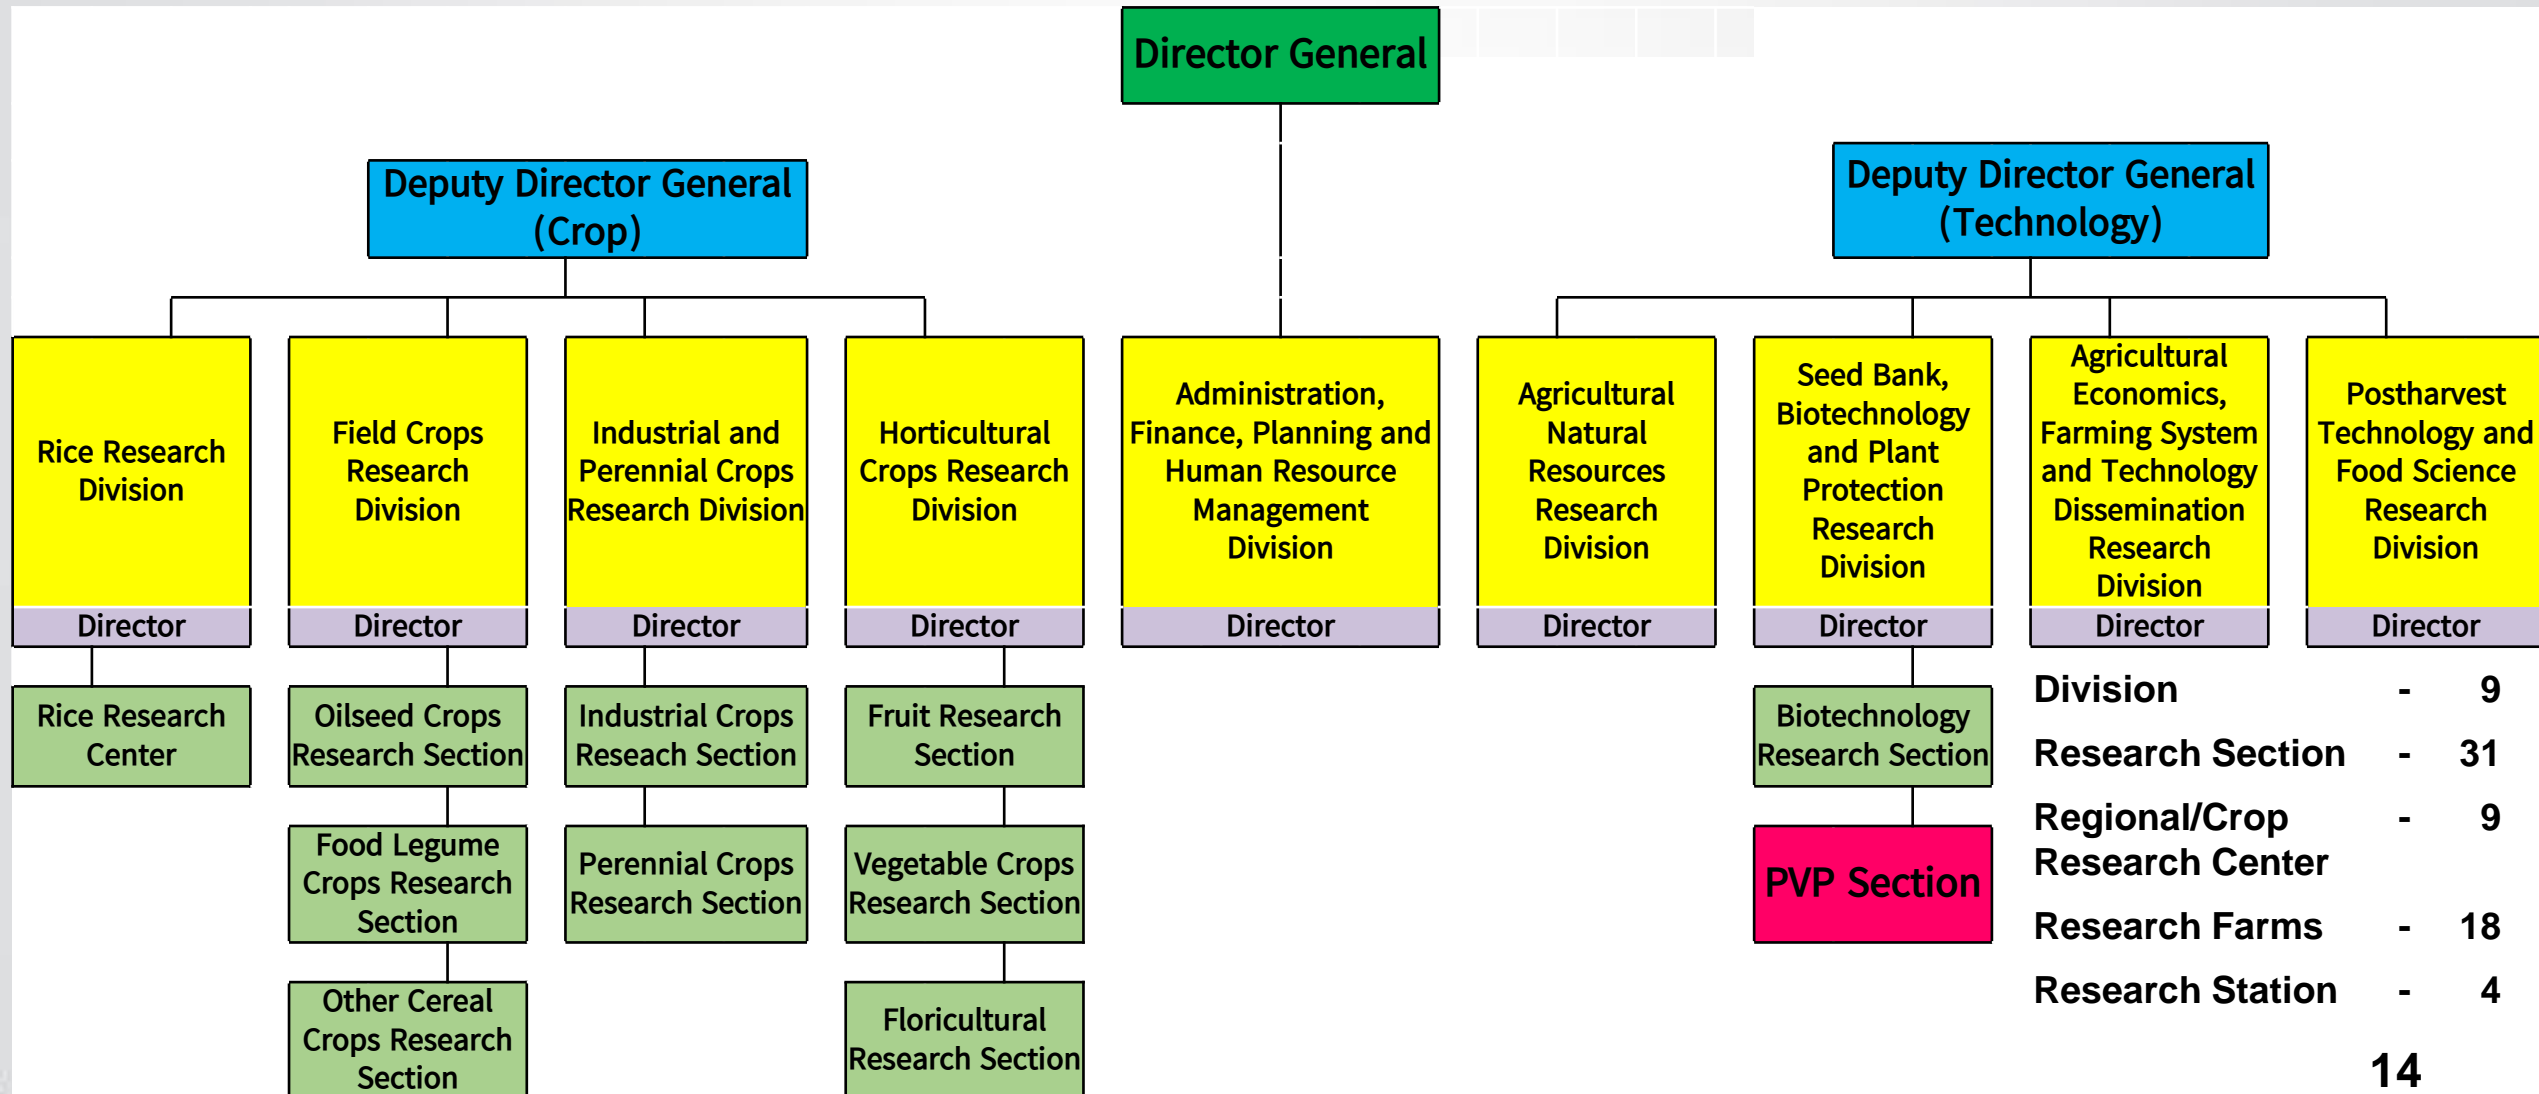 Director General
Deputy Director General
(Crop)
Deputy Director General
(Technology)
Rice Research
Division
Director
Field Crops
Research
Division
Director
Industrial and
Perennial Crops
Research Division
Director
Horticultural
Crops Research
Division
Director
Administration,
Finance, Planning and
Human Resource
Management
Division
Director
Agricultural
Natural
Resources
Research
Division
Director
Seed Bank,
Biotechnology
and Plant
Protection
Research
Division
Director
Agricultural
Economics,
Farming System
and Technology
Dissemination
Research
Division
Director
Postharvest
Technology and
Food Science
Research
Division
Director
Rice Research
Center
Oilseed Crops
Research Section
Food Legume
Crops Research
Section
Other Cereal
Crops Research
Section
Industrial Crops
Reseach Section
Perennial Crops
Research Section
Fruit Research
Section
Vegetable Crops
Research Section
Floricultural
Research Section
Biotechnology
Research Section
PVP Section
Division - 9
Research Section - 31
Regional/Crop - 9
Research Center
Research Farms - 18
Research Station - 4
14